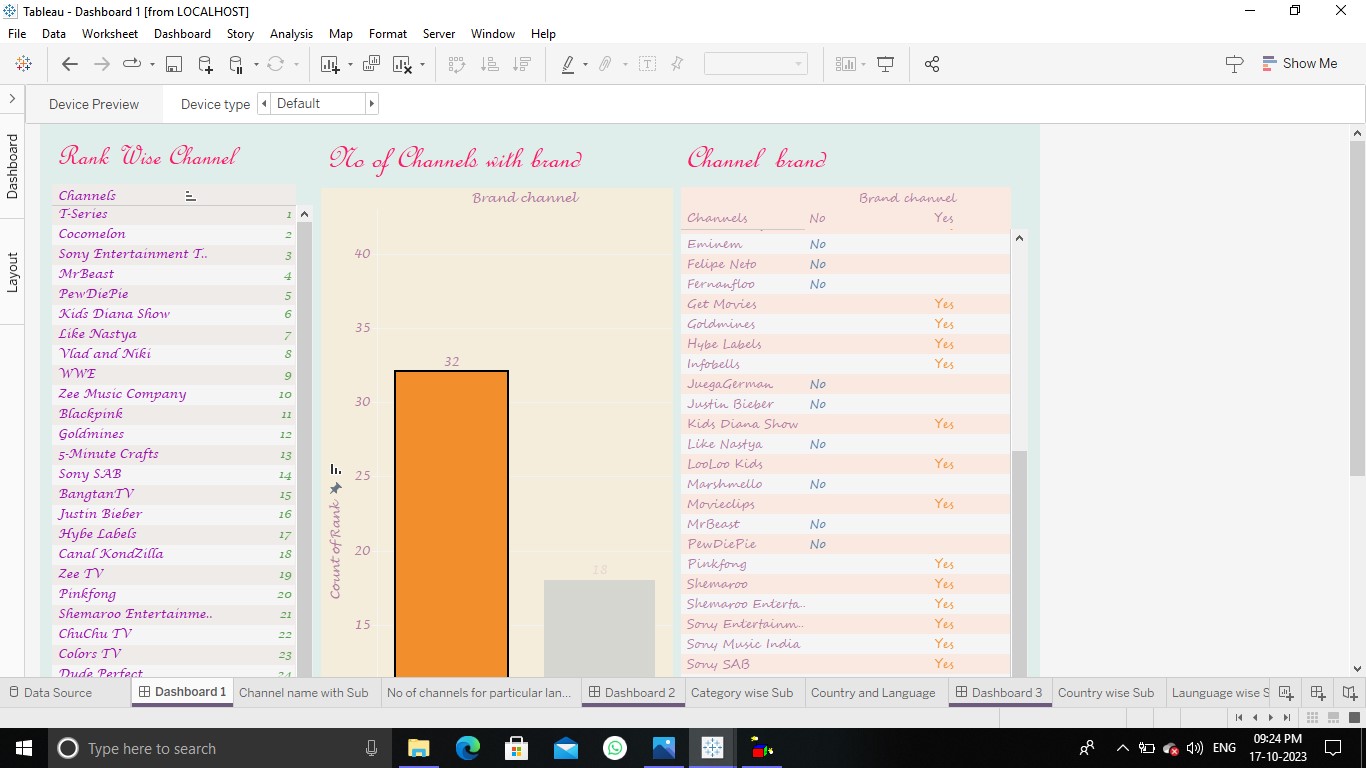 Tableau - Dashboard 1 [from LOCALHOST]
File Data Worksheet Dashboard Story Analysis Map Format Server Window Help
Show Me
Device Preview Device type Default
Dashboard
Layout
Rank Wise Channel
Channels
T-Series 1
Cocomelon 2
Sony Entertainment T.. 3
MrBeast 4
PewDiePie 5
Kids Diana Show 6
Like Nastya 7
Vlad and Niki 8
WWE 9
Zee Music Company 10
Blackpink 11
Goldmines 12
5-Minute Crafts 13
Sony SAB 14
BangtanTV 15
Justin Bieber 16
Hybe Labels 17
Canal KondZilla 18
Zee TV 19
Pinkfong 20
Shemaroo Entertainme.. 21
ChuChu TV 22
Colors TV 23
Dude Perfect 24
No of Channels with brand
Brand channel
40
35
32
30
25
20
18
15
Count of Rank
Channel brand
Brand channel
Channels No Yes
Eminem No
Felipe Neto No
Fernanfloo No
Get Movies Yes
Goldmines Yes
Hybe Labels Yes
Infobells Yes
JuegaGerman No
Justin Bieber No
Kids Diana Show Yes
Like Nastya No
LooLoo Kids Yes
Marshmello No
Movieclips Yes
MrBeast No
PewDiePie No
Pinkfong Yes
Shemaroo Yes
Shemaroo Enterta.. Yes
Sony Entertainm.. Yes
Sony Music India Yes
Sony SAB Yes
Data Source Dashboard 1 Channel name with Sub No of channels for particular lan... Dashboard 2 Category wise Sub Country and Language Dashboard 3 Country wise Sub Launguage wise S
Type here to search
ENG
09:24 PM
17-10-2023